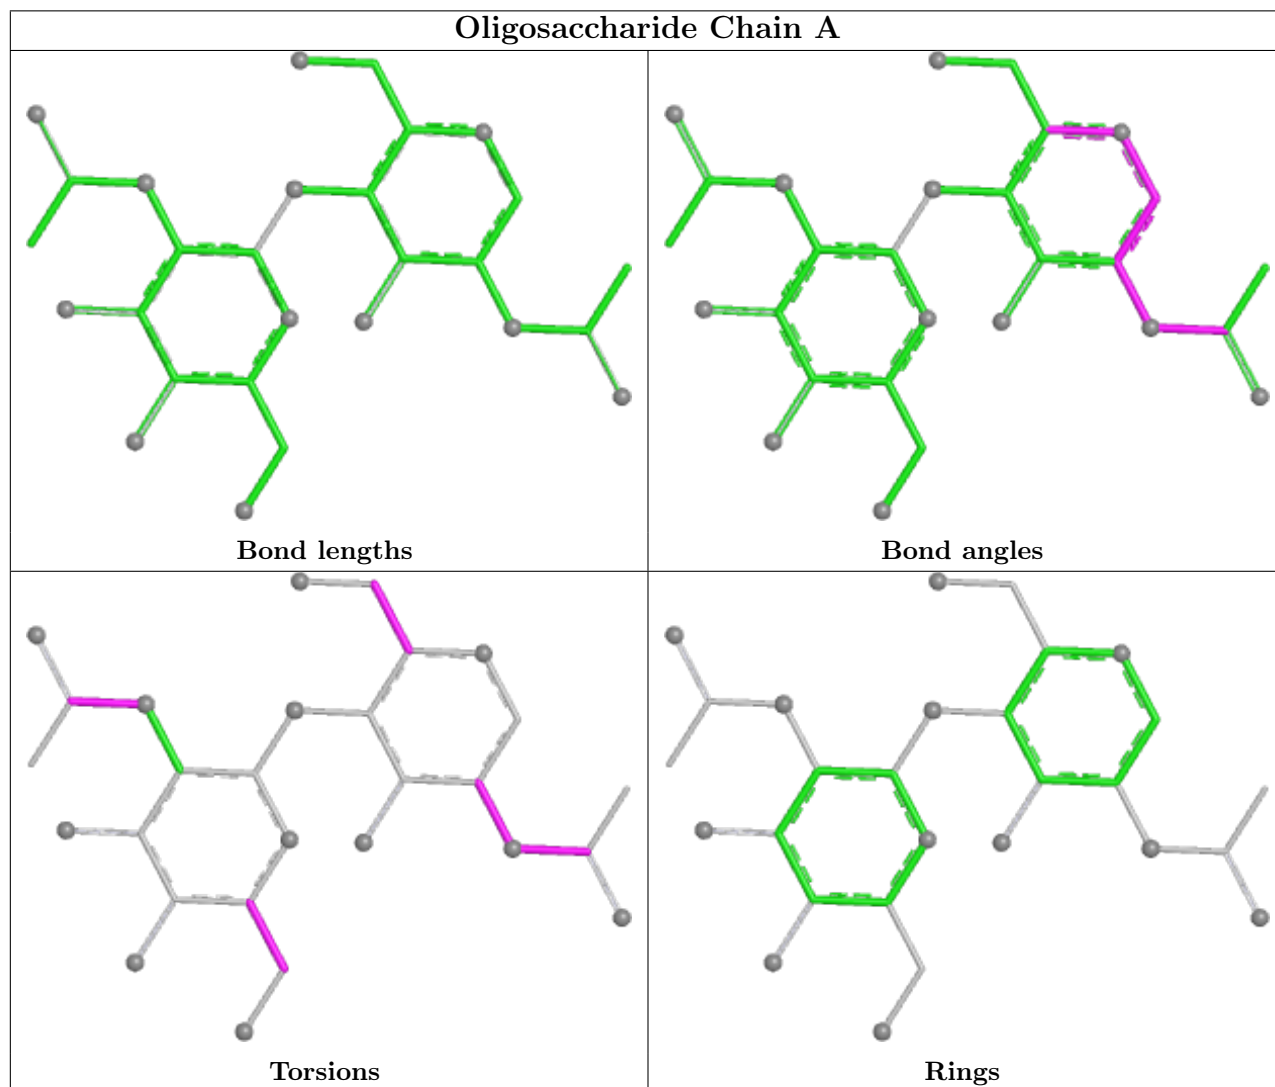 Oligosaccharide Chain A
Bond lengths
Bond angles
Torsions
Rings